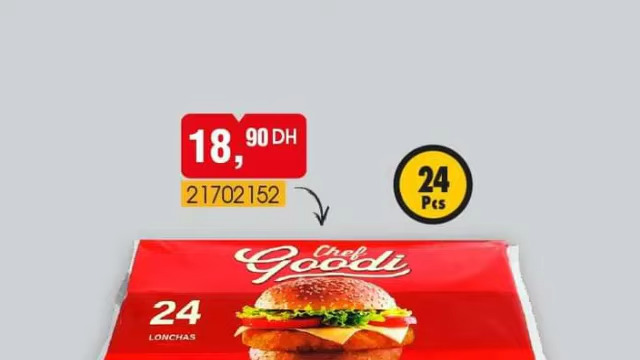 18,90 DH
21702152
24
Pcs
Chef
Goodi
24
LONCHAS